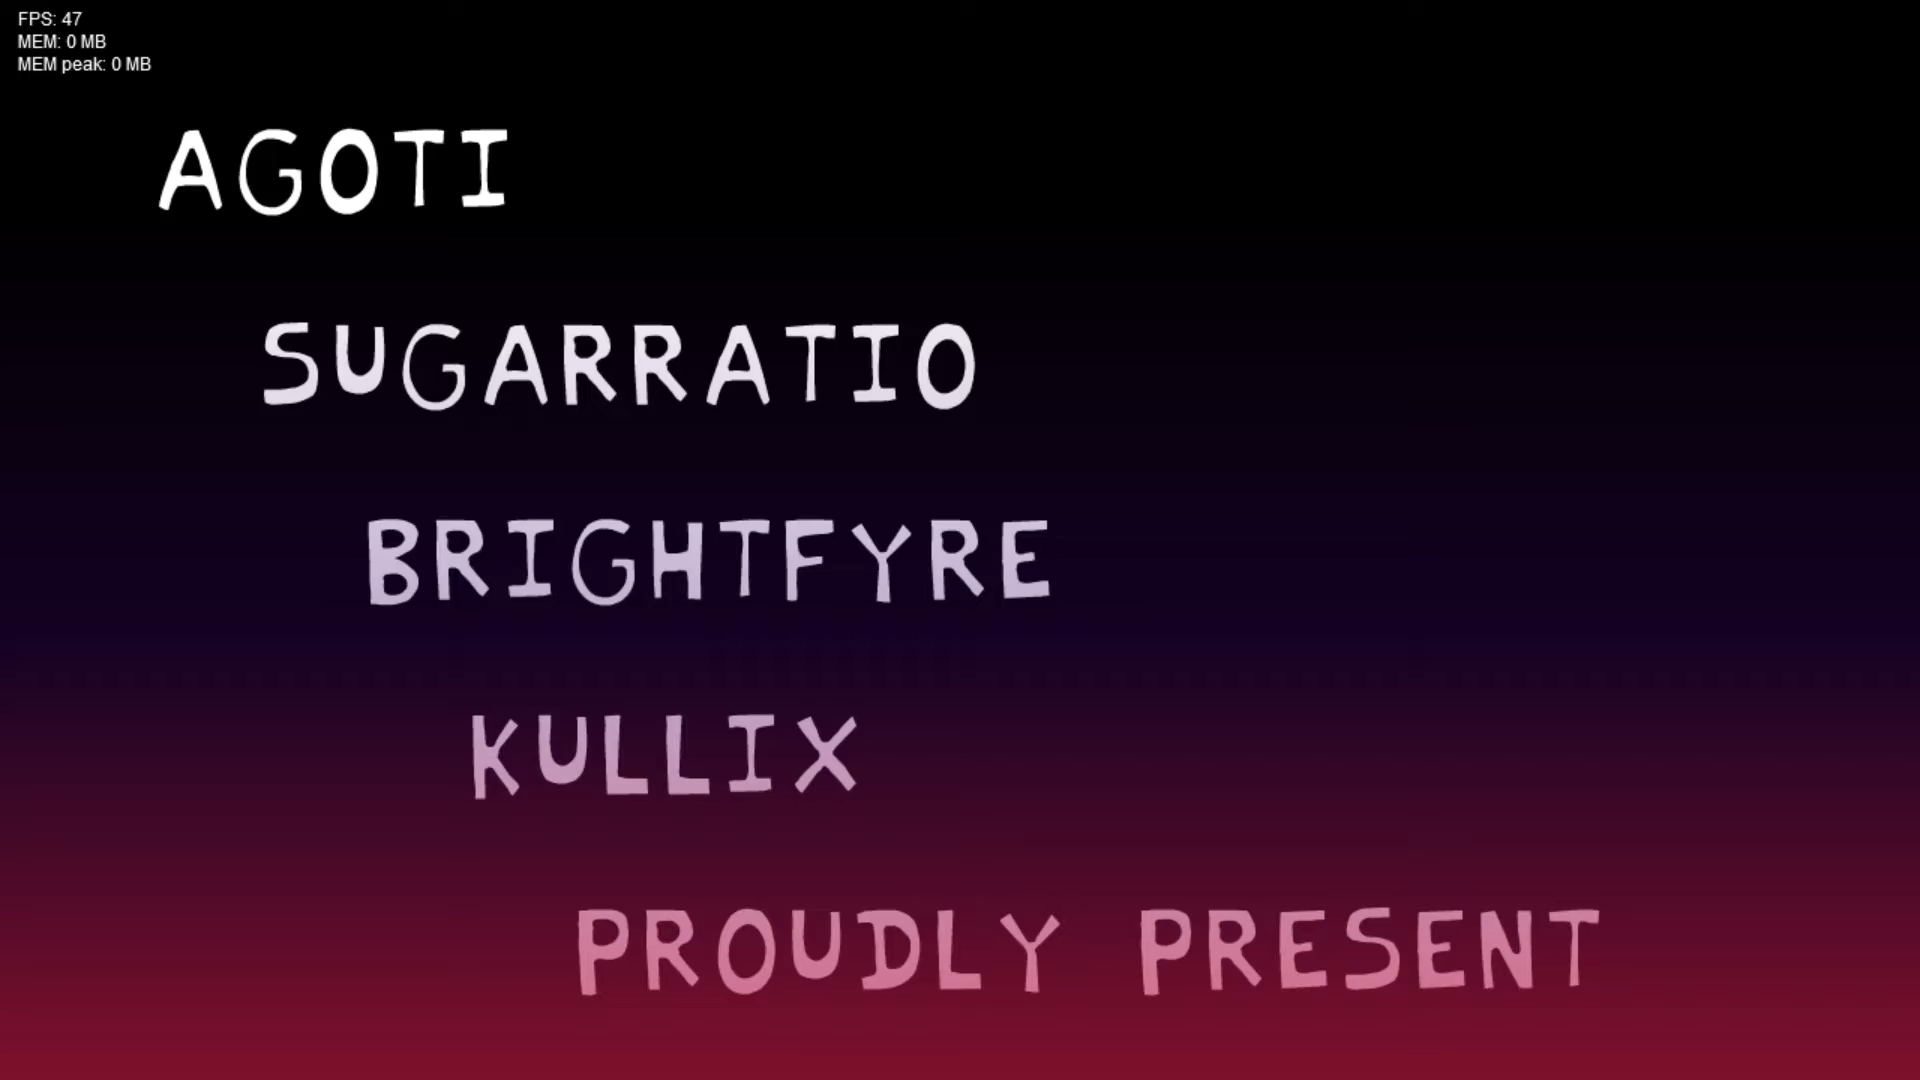 FPS: 47
MEM: 0 MB
MEM peak: 0 MB
AGOTI
SUGARRATIO
BRIGHTFYRE
KULLIX
PROUDLY PRESENT